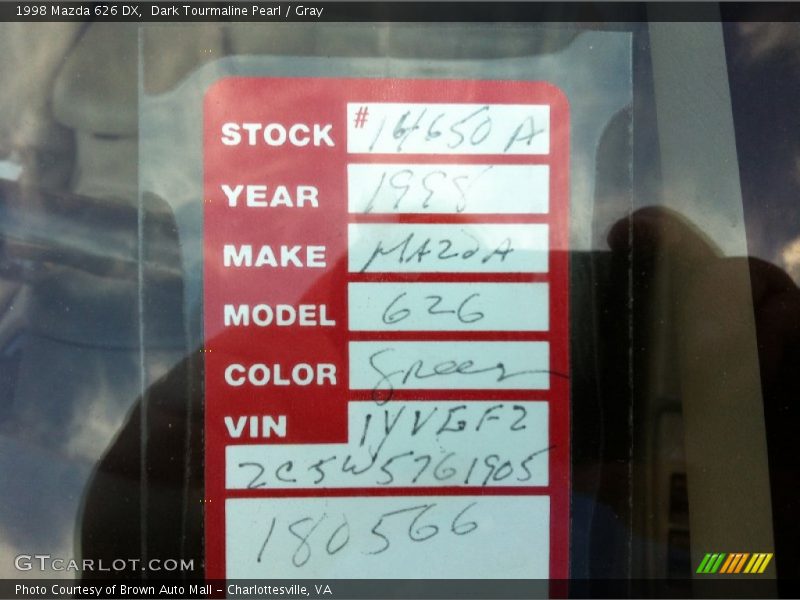 1998 Mazda 626 DX, Dark Tourmaline Pearl / Gray
STOCK #14650 A
YEAR 1998
MAKE MAZDA
MODEL 626
COLOR Green
VIN 1YVGF2
2C5W5761905
180566
GTCARLOT.COM
Photo Courtesy of Brown Auto Mall - Charlottesville, VA